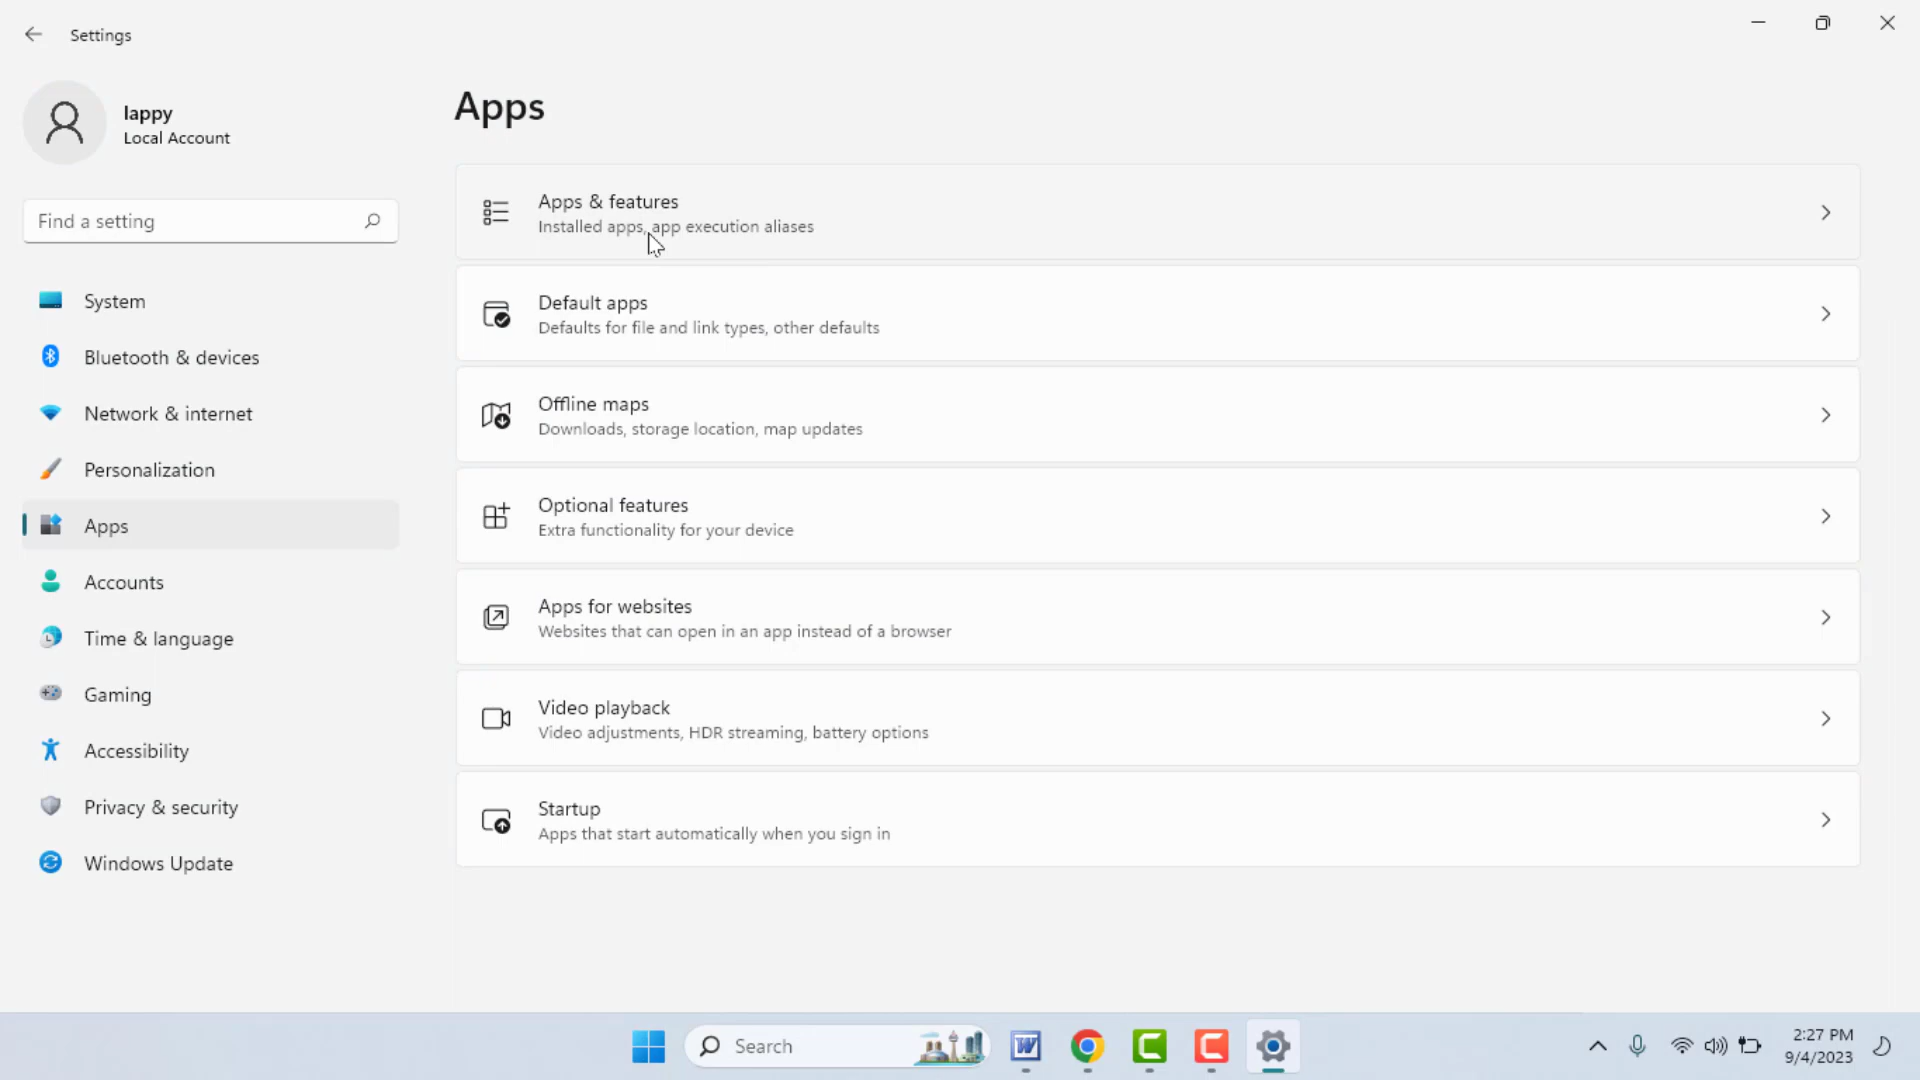 Settings
lappy
Local Account
Find a setting
System
Bluetooth & devices
Network & internet
Personalization
Apps
Accounts
Time & language
Gaming
Accessibility
Privacy & security
Windows Update
Apps
Apps & features
Installed apps, app execution aliases
Default apps
Defaults for file and link types, other defaults
Offline maps
Downloads, storage location, map updates
Optional features
Extra functionality for your device
Apps for websites
Websites that can open in an app instead of a browser
Video playback
Video adjustments, HDR streaming, battery options
Startup
Apps that start automatically when you sign in
Search
2:27 PM
9/4/2023